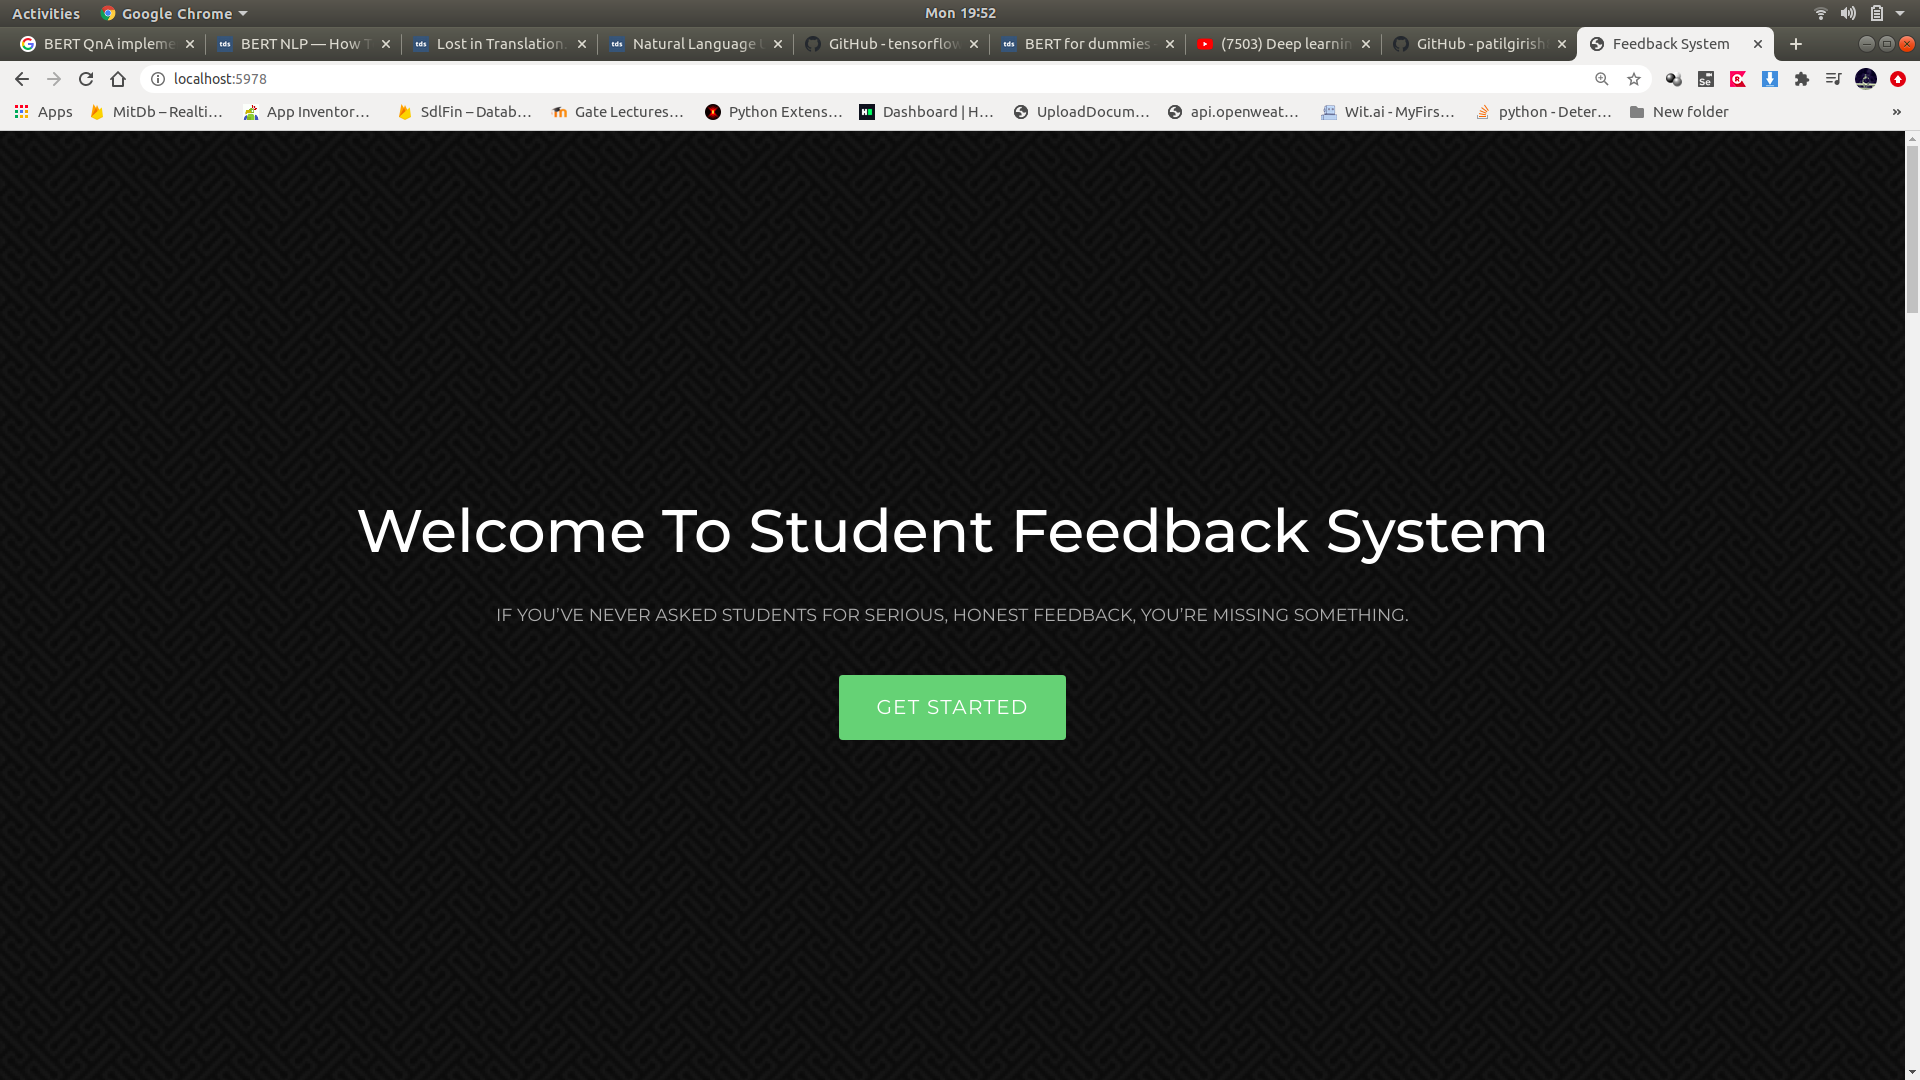 Activities Google Chrome Mon 19:52
BERT QnA impleme BERT NLP — How T Lost in Translation. Natural Language U GitHub - tensorflow BERT for dummies - (7503) Deep learnin GitHub - patilgirish Feedback System
localhost:5978
Apps MitDb – Realti… App Inventor… SdlFin – Datab… Gate Lectures… Python Extens… Dashboard | H… UploadDocum… api.openweat… Wit.ai - MyFirs… python - Deter… New folder »
Welcome To Student Feedback System
IF YOU’VE NEVER ASKED STUDENTS FOR SERIOUS, HONEST FEEDBACK, YOU’RE MISSING SOMETHING.
GET STARTED